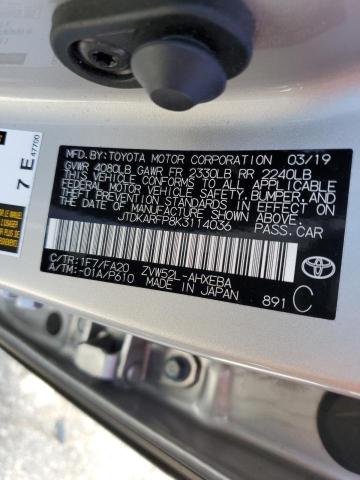 7 E
47700
MFD. BY: TOYOTA MOTOR CORPORATION 03/19
GVWR 4080LB GAWR FR 2330LB RR 2240LB
THIS VEHICLE CONFORMS TO ALL APPLICABLE
FEDERAL MOTOR VEHICLE SAFETY, BUMPER, AND
THEFT PREVENTION STANDARDS IN EFFECT ON
THE DATE OF MANUFACTURE SHOWN ABOVE.
JTDKARFP8K3114036 PASS.CAR
C/TR:1F7/FA20 ZVW52L-AHXEBA
A/TM:-01A/P610 MADE IN JAPAN 891 C
TOYOTA